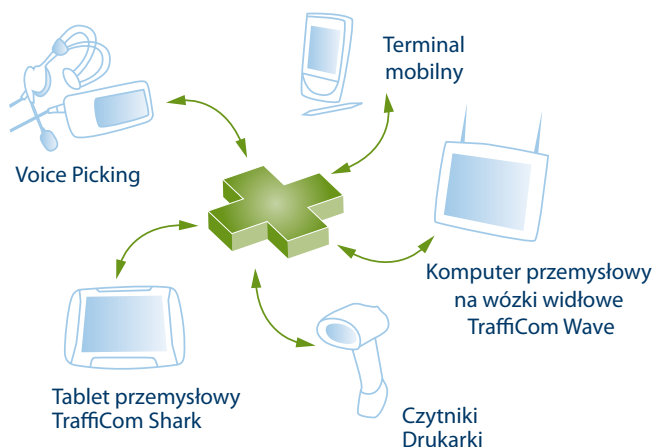 Terminal
mobilny
Voice Picking
Komputer przemysłowy
na wózki widłowe
TraffiCom Wave
Tablet przemysłowy
TraffiCom Shark
Czytniki
Drukarki